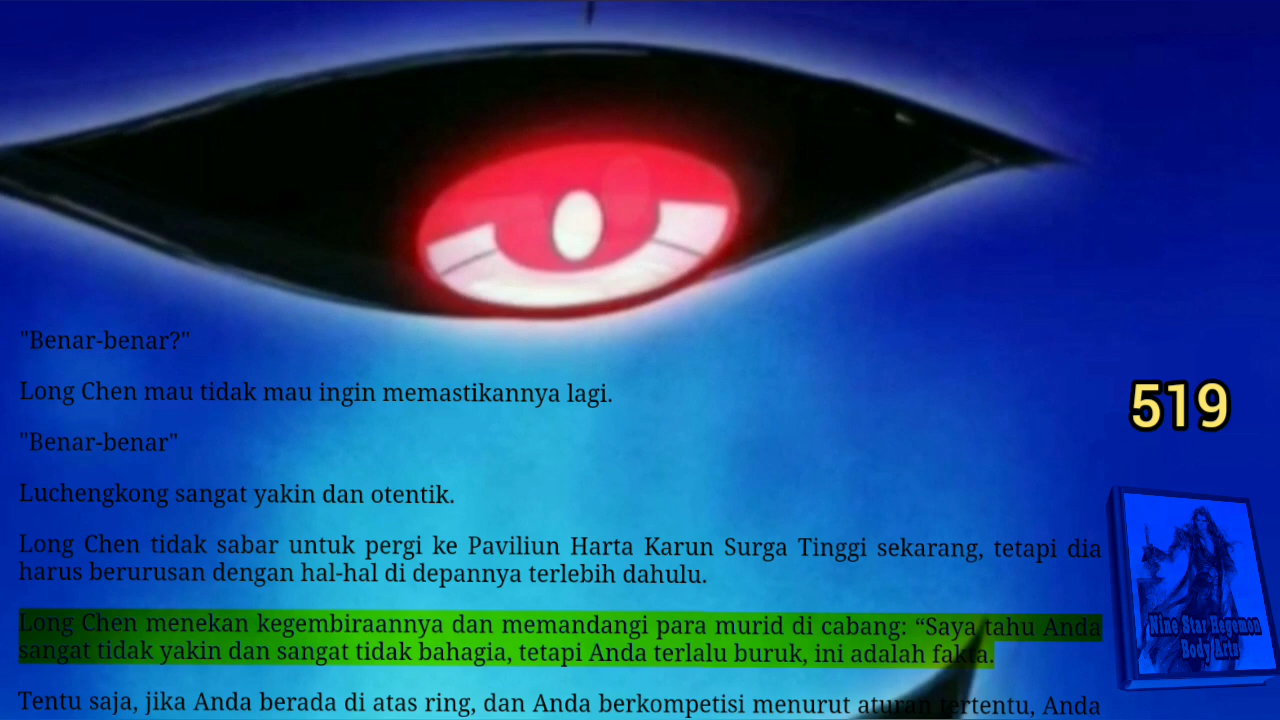 "Benar-benar?"
Long Chen mau tidak mau ingin memastikannya lagi.
"Benar-benar"
Luchengkong sangat yakin dan otentik.
Long Chen tidak sabar untuk pergi ke Paviliun Harta Karun Surga Tinggi sekarang, tetapi dia
harus berurusan dengan hal-hal di depannya terlebih dahulu.
Long Chen menekan kegembiraannya dan memandangi para murid di cabang: “Saya tahu Anda
sangat tidak yakin dan sangat tidak bahagia, tetapi Anda terlalu buruk, ini adalah fakta.
Tentu saja, jika Anda berada di atas ring, dan Anda berkompetisi menurut aturan tertentu, Anda
519
Nine Star Hegemon
Body Arts